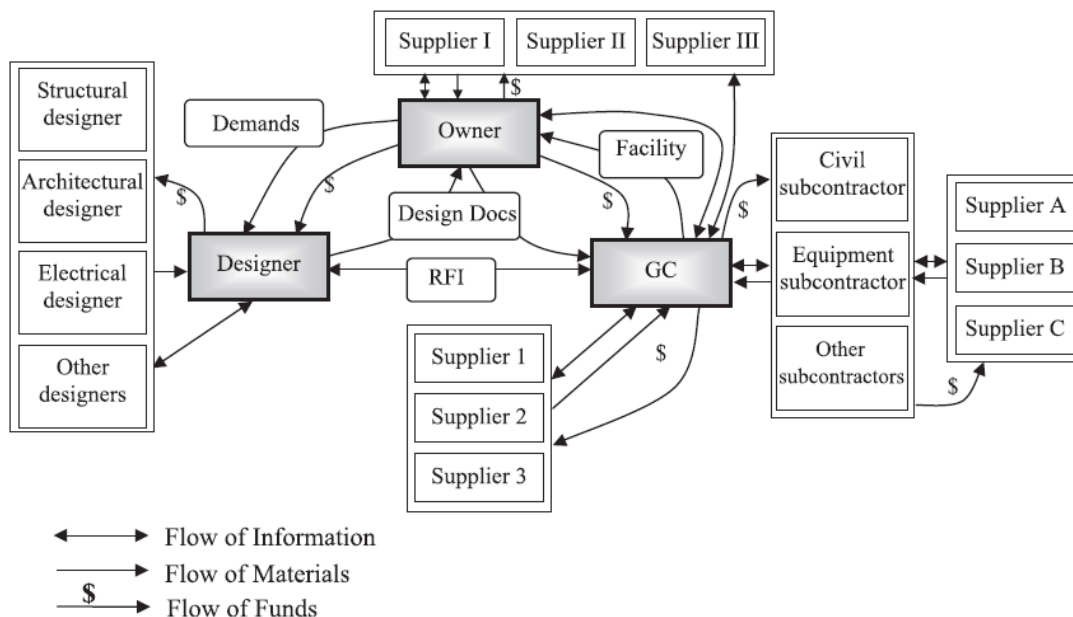 Supplier I
Supplier II
Supplier III
$
Structural
designer
Architectural
designer
Electrical
designer
Other
designers
Demands
Owner
Facility
$
$
$
$
Design Docs
Designer
RFI
GC
Civil
subcontractor
Equipment
subcontractor
Other
subcontractors
Supplier A
Supplier B
Supplier C
$
$
Supplier 1
Supplier 2
Supplier 3
Flow of Information
Flow of Materials
$
Flow of Funds